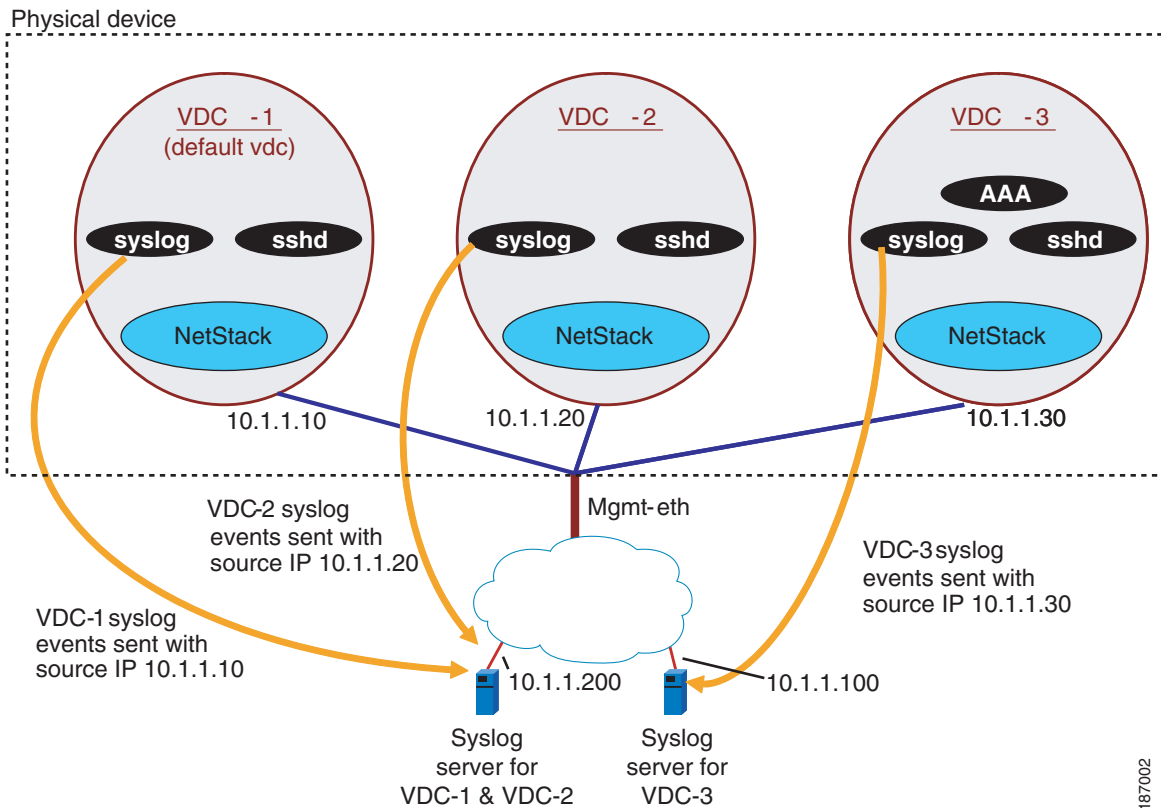 Physical device
VDC -1
(default vdc)
syslog
sshd
NetStack
VDC -2
syslog
sshd
NetStack
VDC -3
AAA
syslog
sshd
NetStack
10.1.1.10
10.1.1.20
10.1.1.30
Mgmt-eth
VDC-2 syslog
events sent with
source IP 10.1.1.20
VDC-3 syslog
events sent with
source IP 10.1.1.30
VDC-1 syslog
events sent with
source IP 10.1.1.10
10.1.1.200
10.1.1.100
Syslog
server for
VDC-1 & VDC-2
Syslog
server for
VDC-3
187002